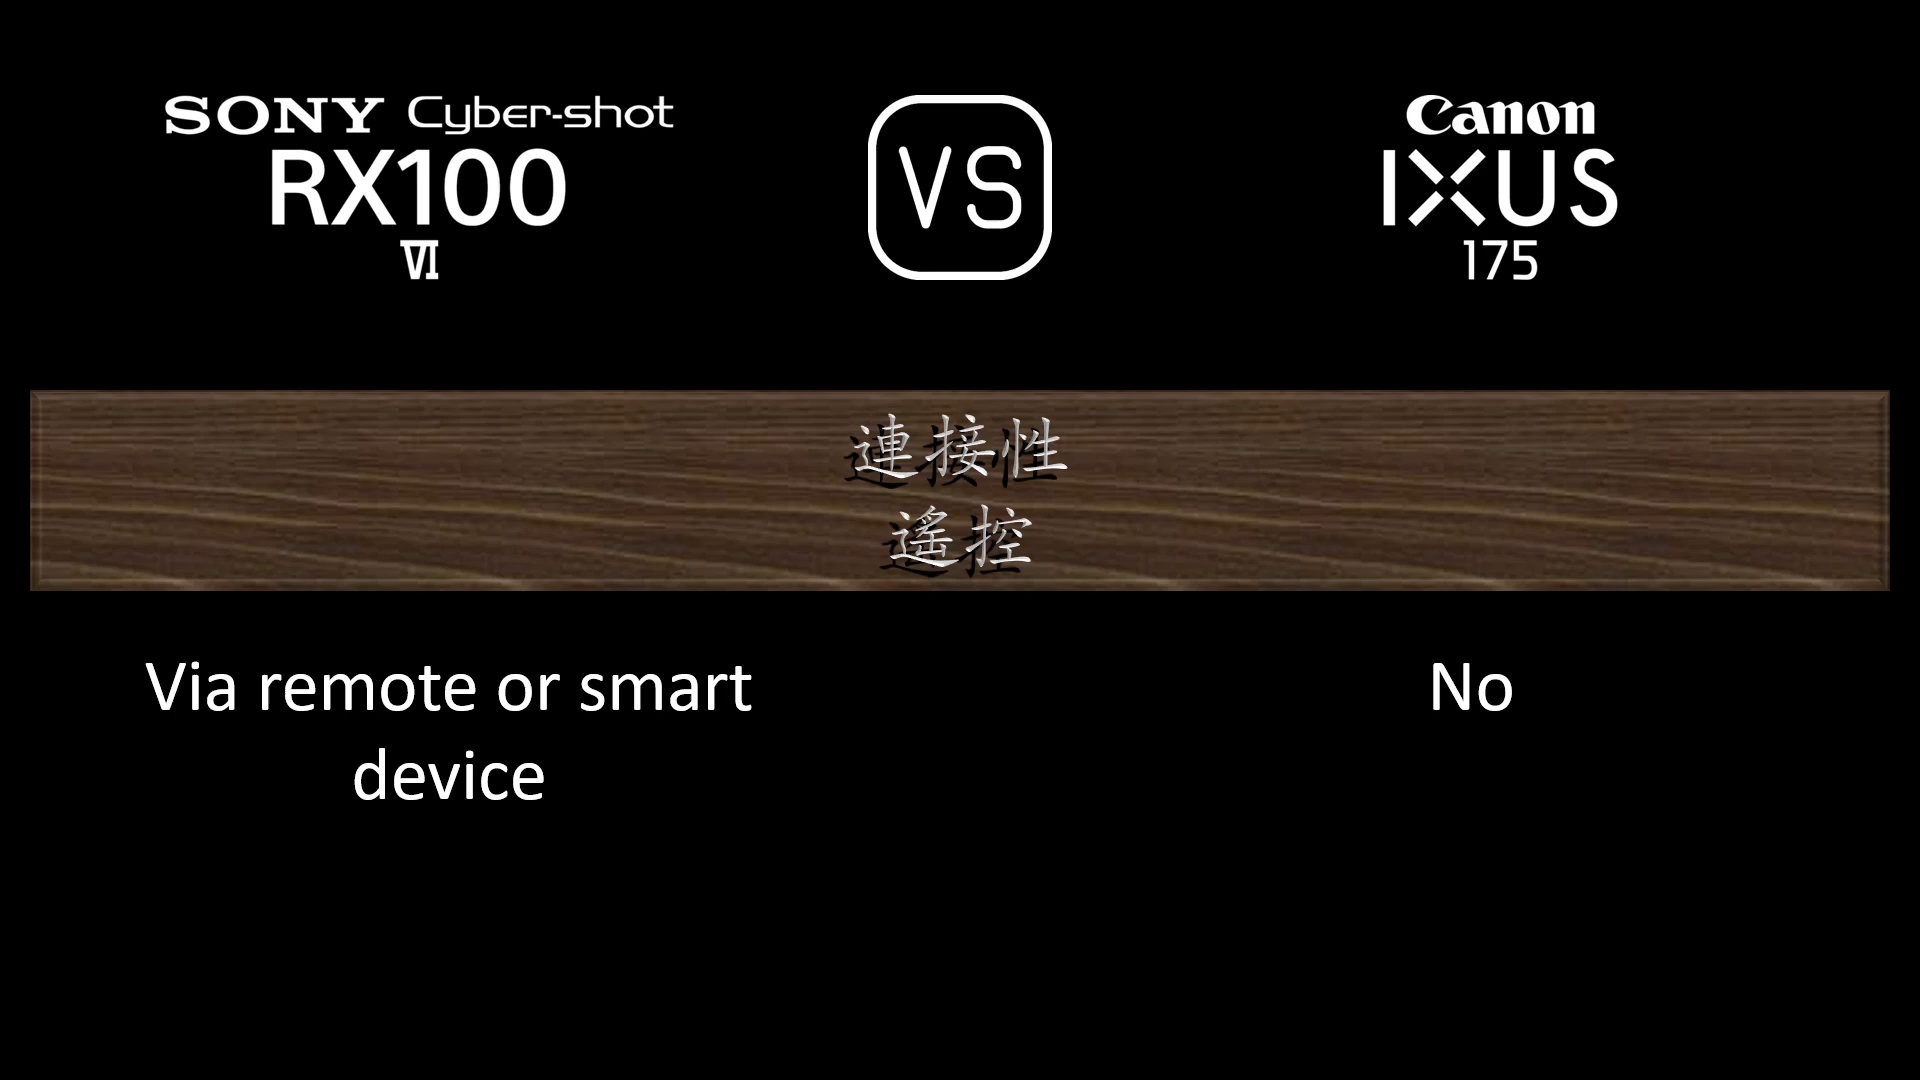 SONY Cyber-shot
RX100
VI
VS
Canon
IXUS
175
連接性
遙控
Via remote or smart
device
No